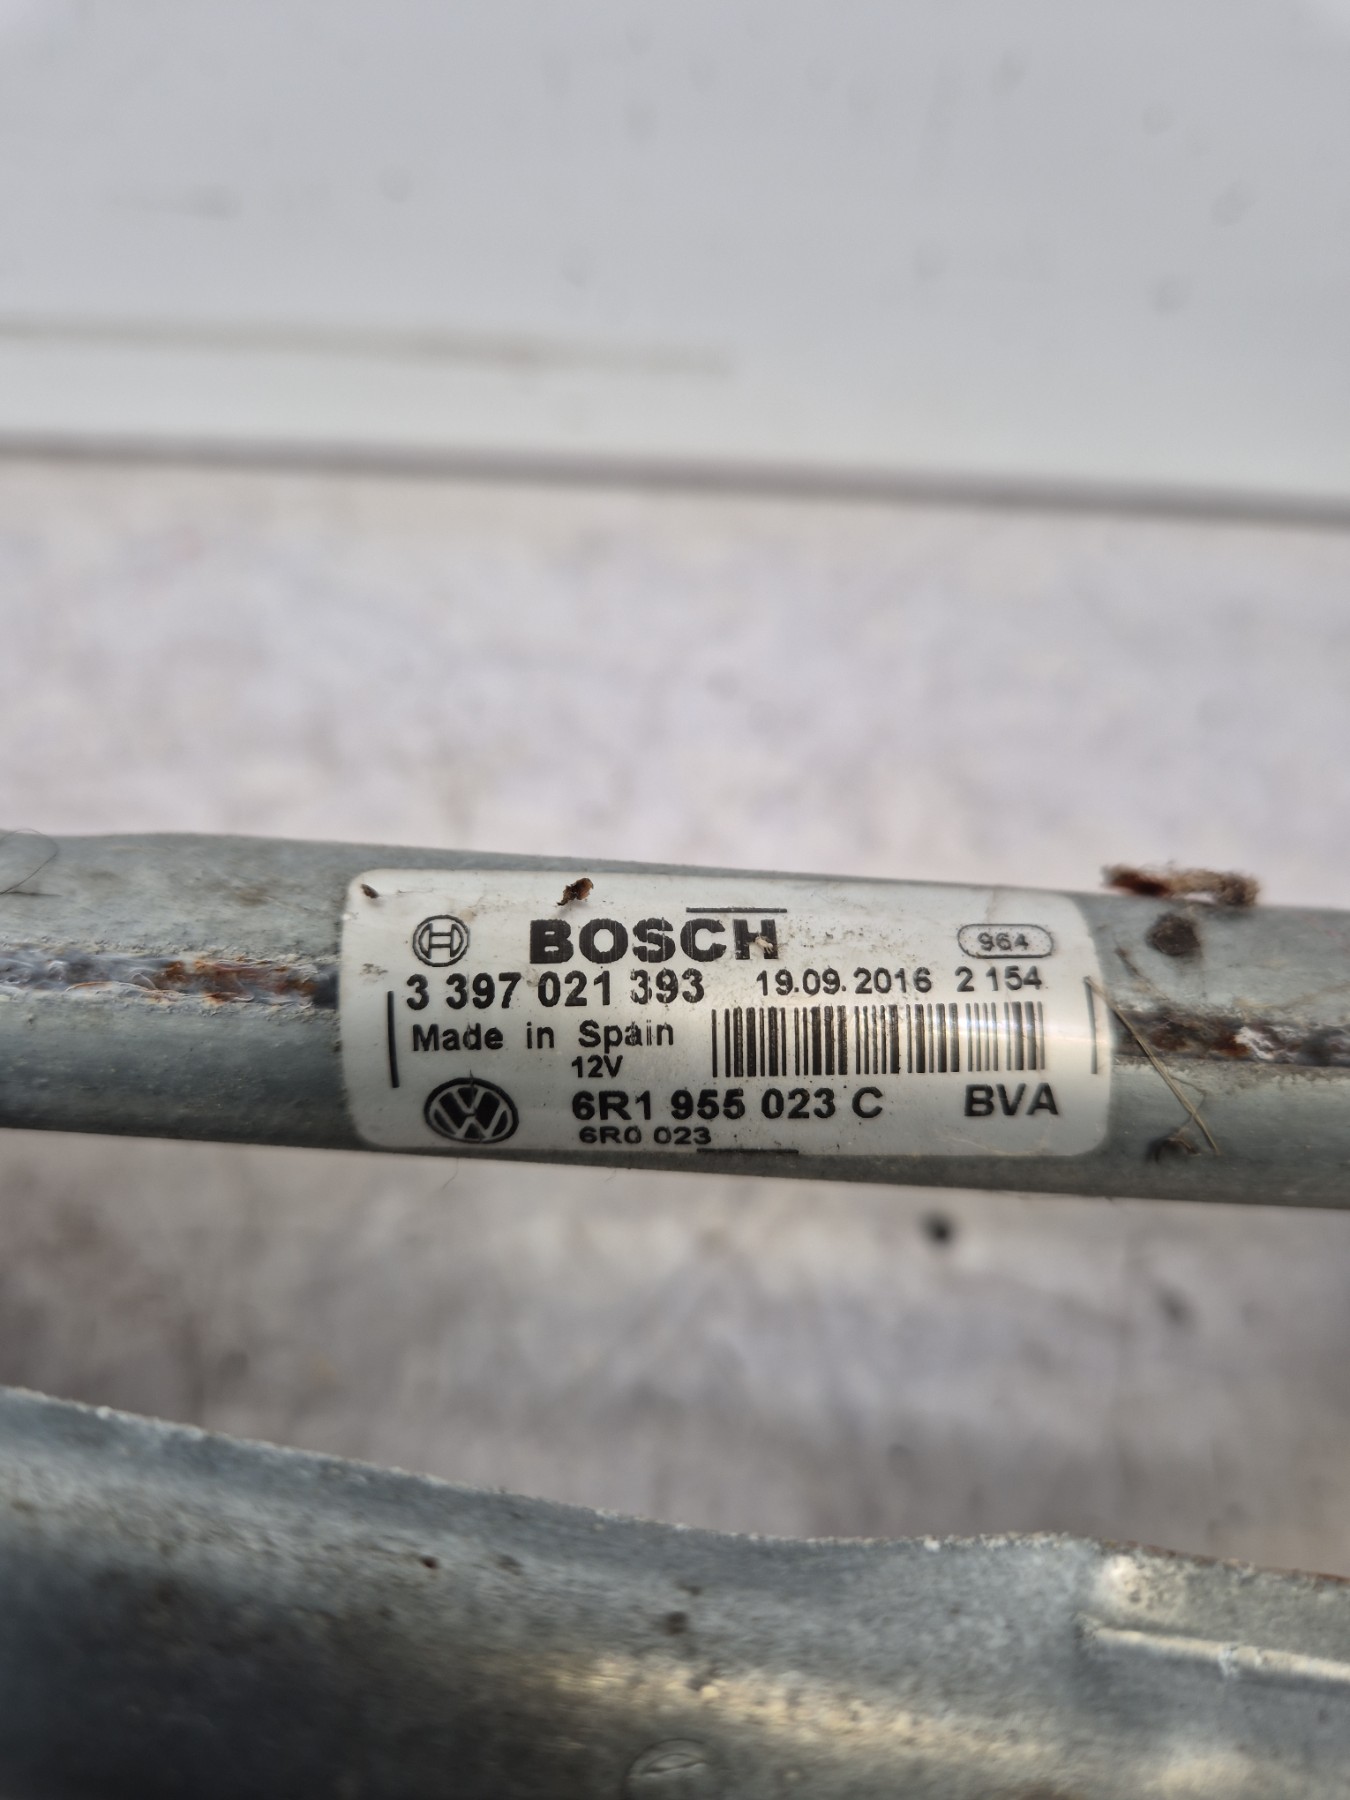 BOSCH 964
3 397 021 393 19.09.2016 2 154
Made in Spain
12V
6R1 955 023 C BVA
6R0 023